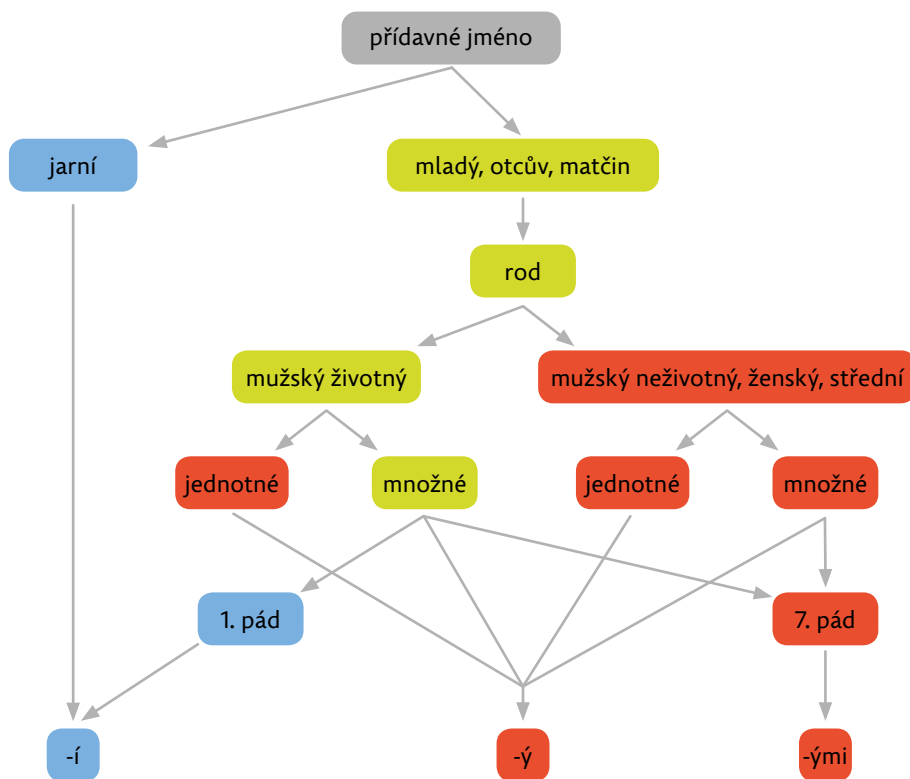 přídavné jméno
jarní
mladý, otcův, matčin
rod
mužský životný
mužský neživotný, ženský, střední
jednotné
množné
jednotné
množné
1. pád
7. pád
-í
-ý
-ými